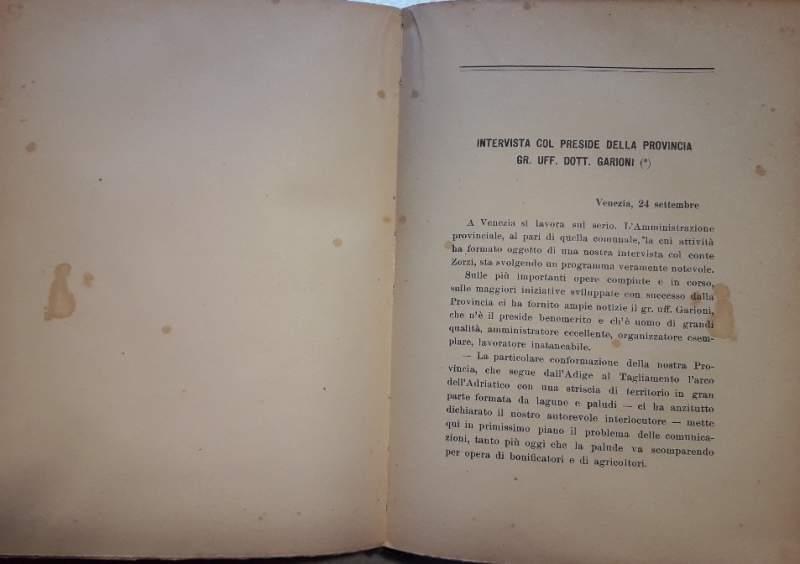 INTERVISTA COL PRESIDE DELLA PROVINCIA
GR. UFF. DOTT. GARIONI (*)
Venezia, 24 settembre
A Venezia si lavora sul serio. L'Amministrazione
provinciale, al pari di quella comunale, la cui attività
ha formato oggetto di una nostra intervista col conte
Zorzi, sta svolgendo un programma veramente notevole.
Sulle più importanti opere compiute e in corso,
sulle maggiori iniziative sviluppate con successo dalla
Provincia ci ha fornito ampie notizie il gr. uff. Garioni,
che n'è il preside benemerito e ch'è uomo di grandi
qualità, amministratore eccellente, organizzatore esem-
plare, lavoratore instancabile.
— La particolare conformazione della nostra Pro-
vincia, che segue dall'Adige al Tagliamento l'arco
dell'Adriatico con una striscia di territorio in gran
parte formata da lagune e paludi — ci ha anzitutto
dichiarato il nostro autorevole interlocutore — mette
qui in primissimo piano il problema delle comunica-
zioni, tanto più oggi che la palude va scomparendo
per opera di bonificatori e di agricoltori.